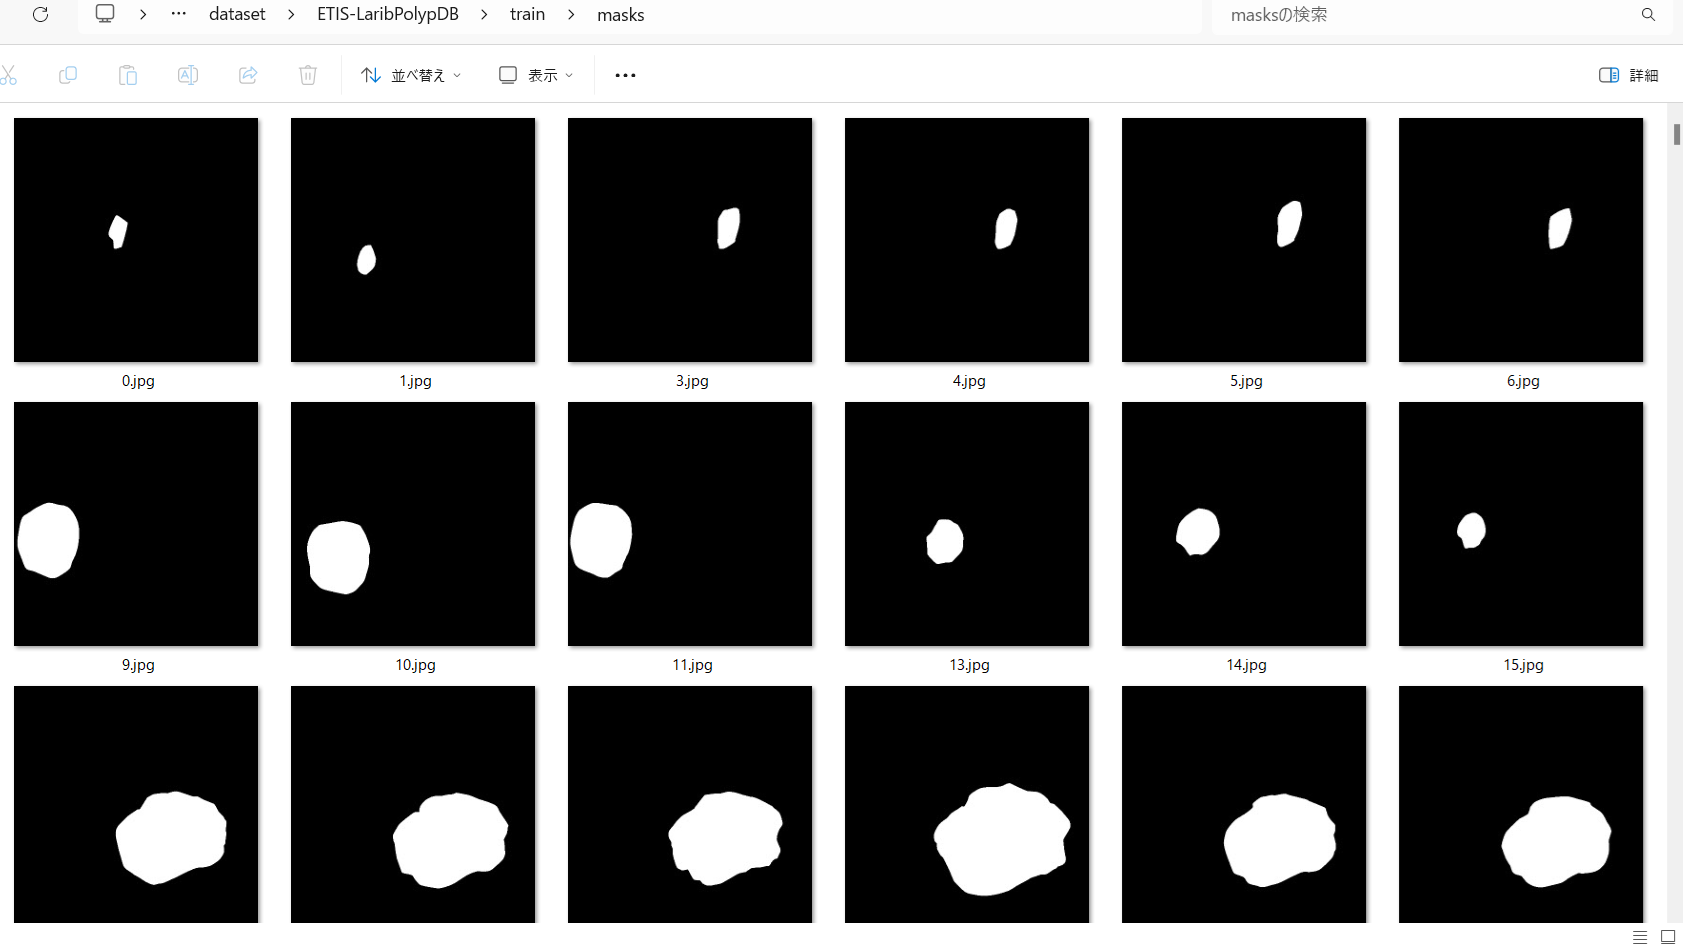 … dataset ETIS-LaribPolypDB train masks
masksの検索
並べ替え 表示 … 詳細
0.jpg 1.jpg 3.jpg 4.jpg 5.jpg 6.jpg
9.jpg 10.jpg 11.jpg 13.jpg 14.jpg 15.jpg